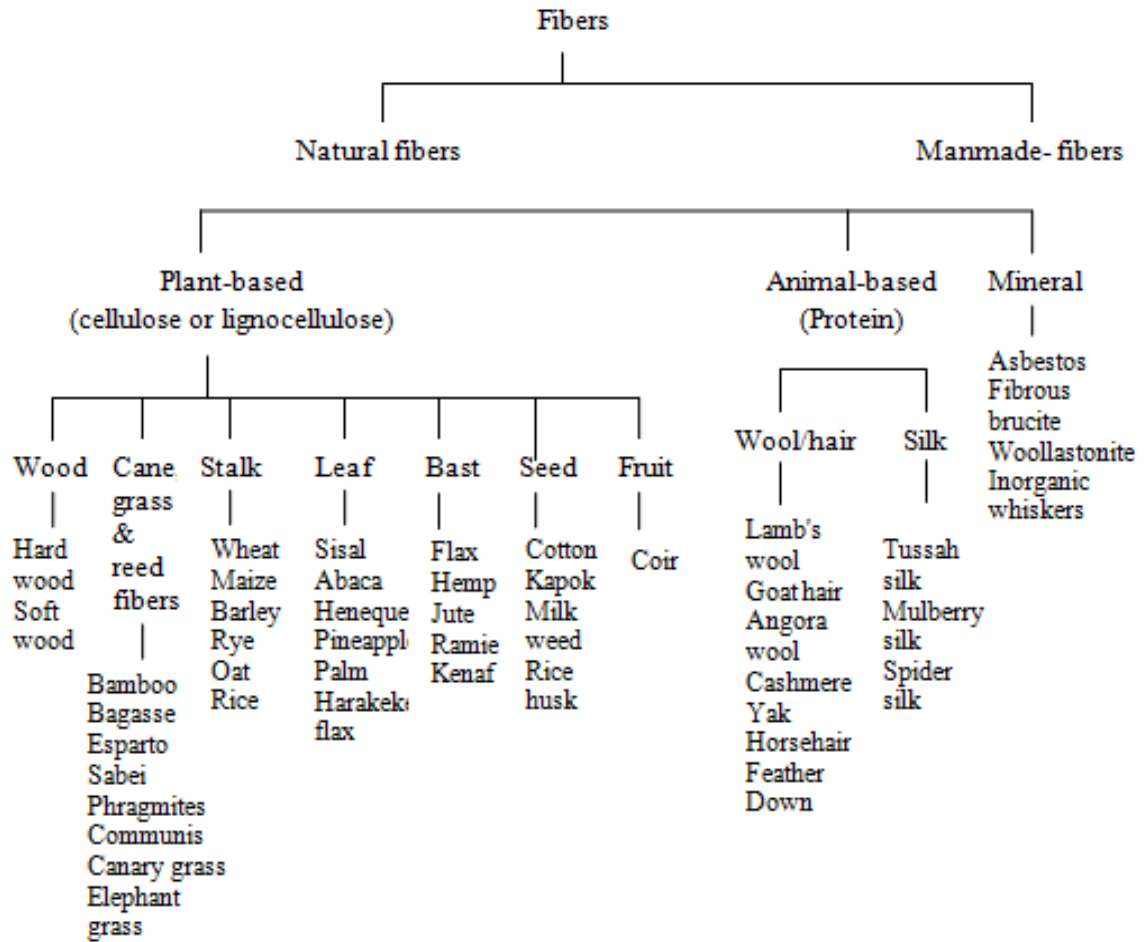 Fibers
Natural fibers
Manmade- fibers
Plant-based
(cellulose or lignocellulose)
Animal-based
(Protein)
Mineral
Asbestos
Fibrous
brucite
Woollastonite
Inorganic
whiskers
Wool/hair
Silk
Wood
Cane
grass
&
reed
fibers
Stalk
Leaf
Bast
Seed
Fruit
Hard
wood
Soft
wood
Bamboo
Bagasse
Esparto
Sabei
Phragmites
Communis
Canary grass
Elephant
grass
Wheat
Maize
Barley
Rye
Oat
Rice
Sisal
Abaca
Heneque
Pineappl
Palm
Harakek
flax
Flax
Hemp
Jute
Ramie
Kenaf
Cotton
Kapok
Milk
weed
Rice
husk
Coir
Lamb's
wool
Goat hair
Angora
wool
Cashmere
Yak
Horsehair
Feather
Down
Tussah
silk
Mulberry
silk
Spider
silk